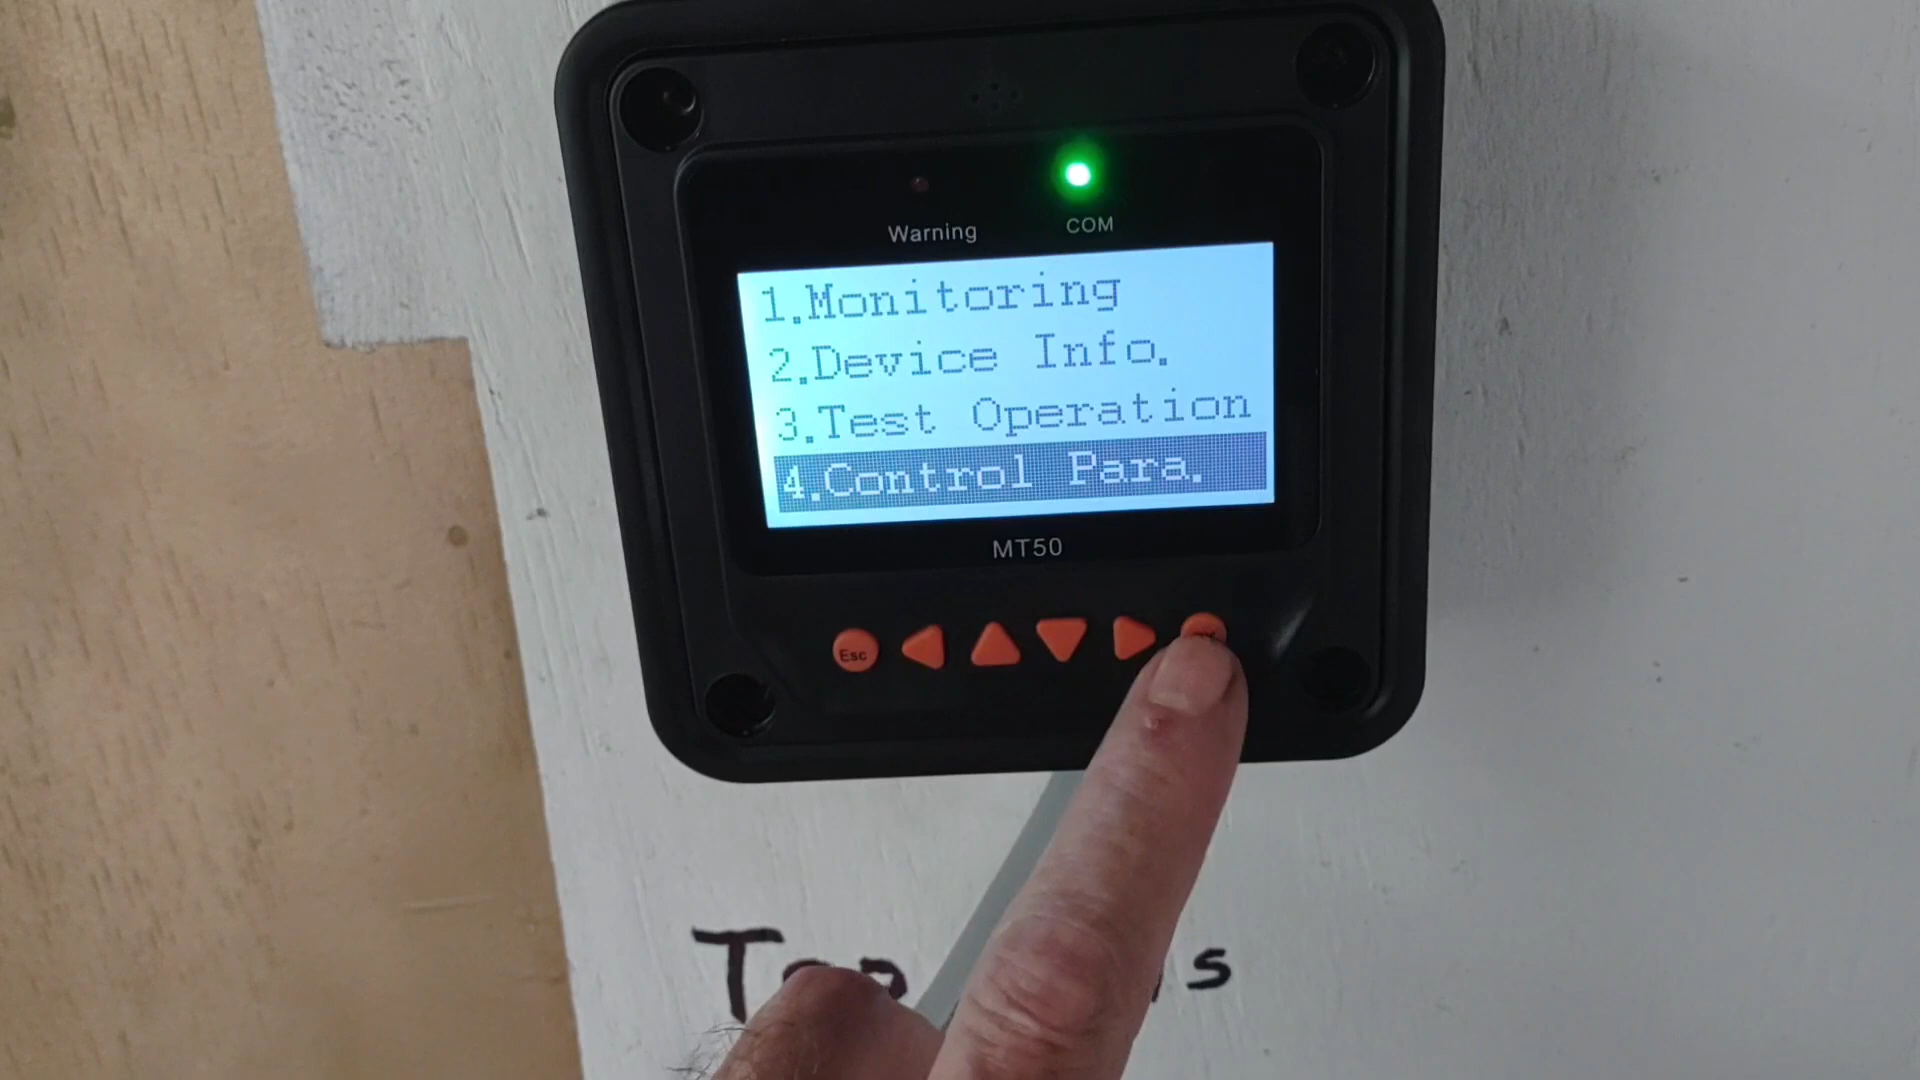 Warning COM
1.Monitoring
2.Device Info.
3.Test Operation
4.Control Para.
MT50
Esc